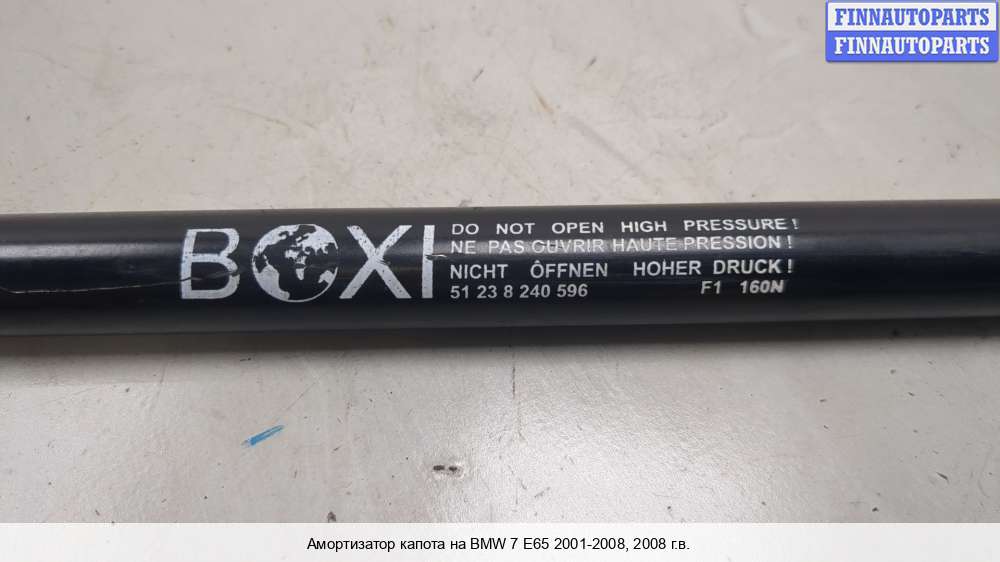 FINNAUTOPARTS
FINNAUTOPARTS
BOXI
DO NOT OPEN HIGH PRESSURE!
NE PAS OUVRIR HAUTE PRESSION!
NICHT ÔFFNEN HOHER DRUCK!
51 23 8 240 596 F1 160N
Амортизатор капота на BMW 7 E65 2001-2008, 2008 г.в.